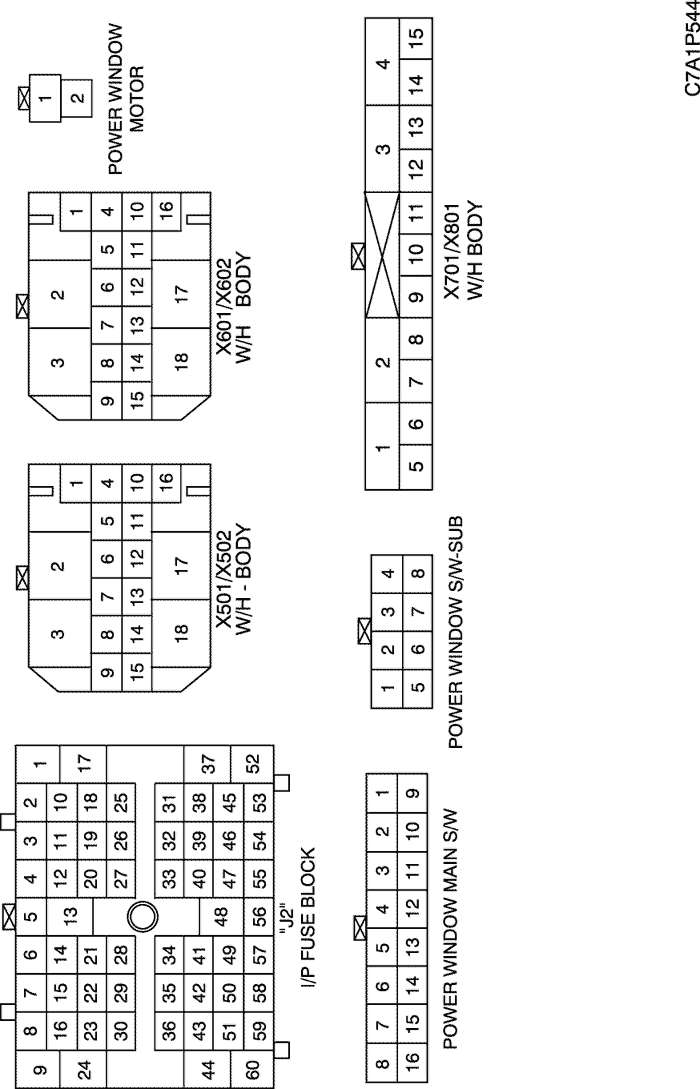 9 8 7 6 5 4 3 2 1
16 15 14 13 12 11 10
24 23 22 21 20 19 18 17
30 29 28 27 26 25
36 35 34 33 32 31
44 43 42 41 40 39 38 37
51 50 49 48 47 46 45
60 59 58 57 56 55 54 53 52
"J2"
I/P FUSE BLOCK
3 2 1
9 8 7 6 5 4
15 14 13 12 11 10
18 17 16
X501/X502
W/H - BODY
3 2 1
9 8 7 6 5 4
15 14 13 12 11 10
18 17 16
X601/X602
W/H BODY
1
2
POWER WINDOW
MOTOR
8 7 6 5 4 3 2 1
16 15 14 13 12 11 10 9
POWER WINDOW MAIN S/W
1 2 3 4
5 6 7 8
POWER WINDOW S/W-SUB
1 2 3 4
5 6 7 8 9 10 11 12 13 14 15
X701/X801
W/H BODY
C7A1P544